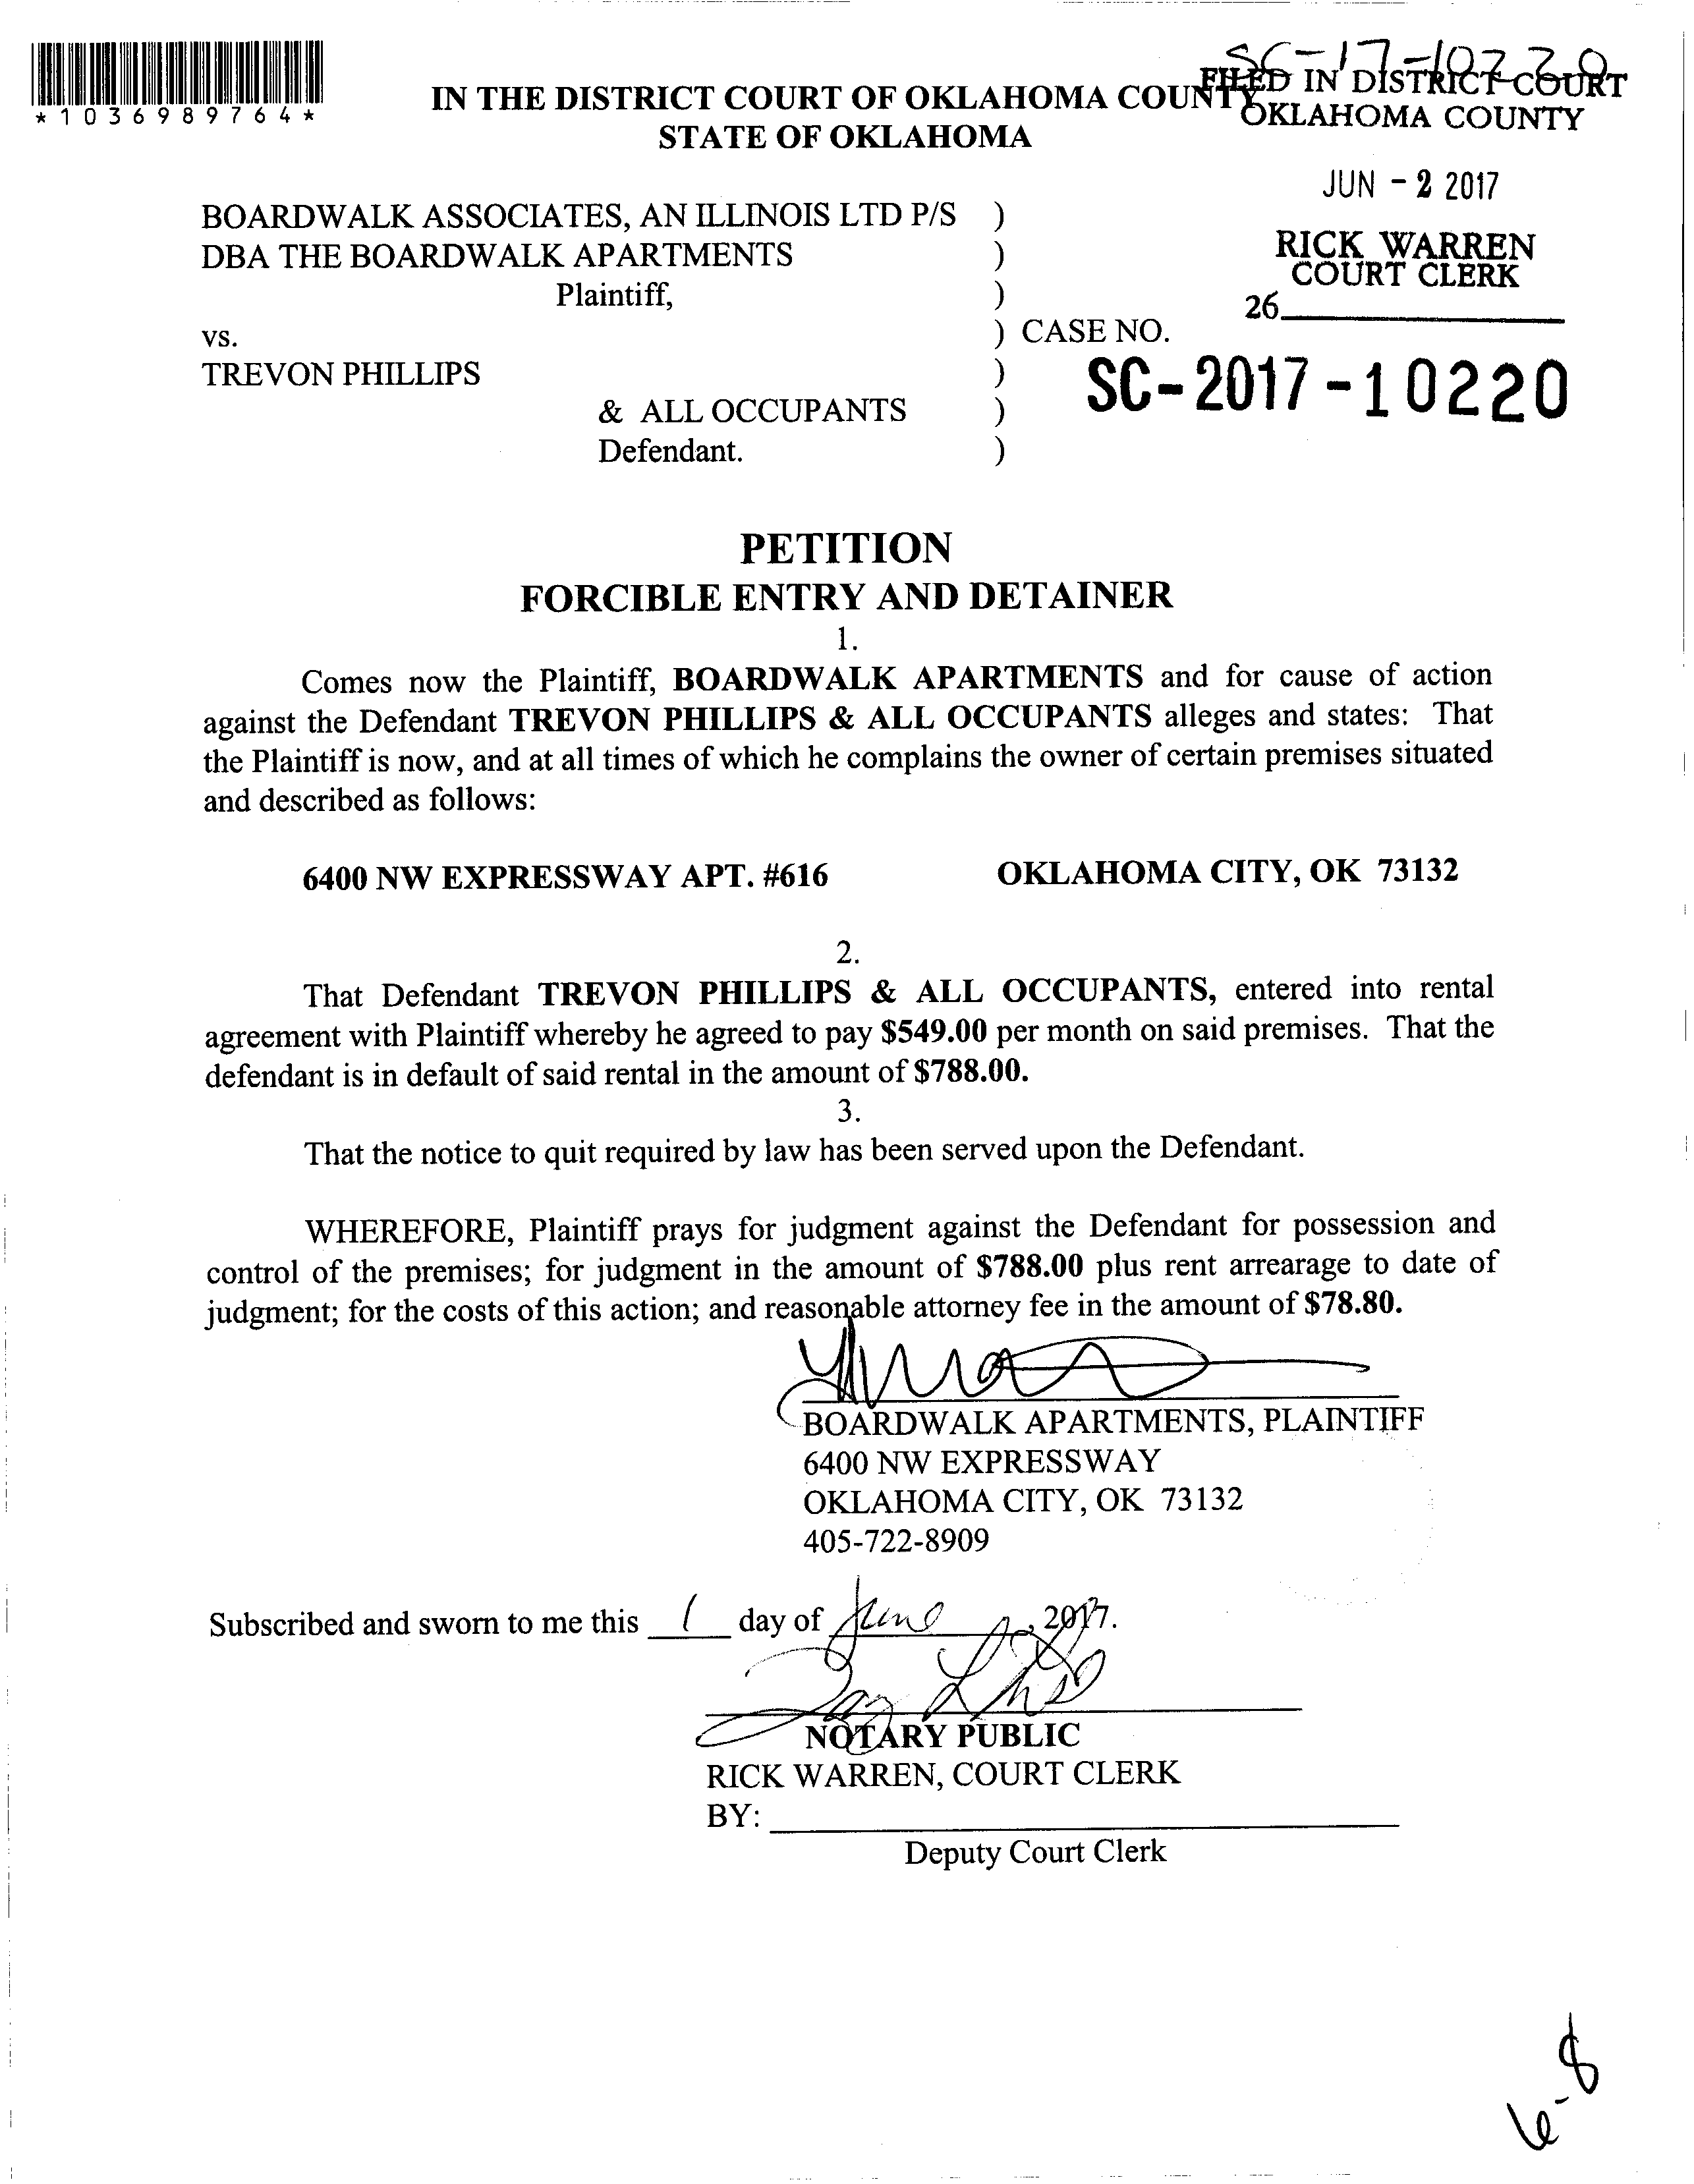 SC-17-10220
*1036989764*
FILED IN DISTRICT COURT
OKLAHOMA COUNTY
IN THE DISTRICT COURT OF OKLAHOMA COUNTY
STATE OF OKLAHOMA
JUN - 2 2017
RICK WARREN
COURT CLERK
26
BOARDWALK ASSOCIATES, AN ILLINOIS LTD P/S )
DBA THE BOARDWALK APARTMENTS )
Plaintiff, )
vs. ) CASE NO.
TREVON PHILLIPS ) SC-2017-10220
& ALL OCCUPANTS )
Defendant. )
PETITION
FORCIBLE ENTRY AND DETAINER
1.
Comes now the Plaintiff, BOARDWALK APARTMENTS and for cause of action
against the Defendant TREVON PHILLIPS & ALL OCCUPANTS alleges and states: That
the Plaintiff is now, and at all times of which he complains the owner of certain premises situated
and described as follows:
6400 NW EXPRESSWAY APT. #616 OKLAHOMA CITY, OK 73132
2.
That Defendant TREVON PHILLIPS & ALL OCCUPANTS, entered into rental
agreement with Plaintiff whereby he agreed to pay $549.00 per month on said premises. That the
defendant is in default of said rental in the amount of $788.00.
3.
That the notice to quit required by law has been served upon the Defendant.
WHEREFORE, Plaintiff prays for judgment against the Defendant for possession and
control of the premises; for judgment in the amount of $788.00 plus rent arrearage to date of
judgment; for the costs of this action; and reasonable attorney fee in the amount of $78.80.
BOARDWALK APARTMENTS, PLAINTIFF
6400 NW EXPRESSWAY
OKLAHOMA CITY, OK 73132
405-722-8909
Subscribed and sworn to me this 1 day of June, 2017.
NOTARY PUBLIC
RICK WARREN, COURT CLERK
BY:
Deputy Court Clerk
6-8